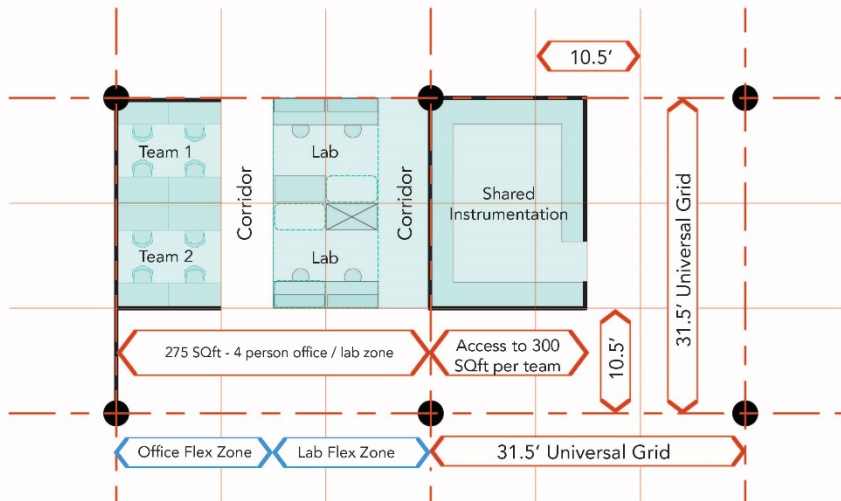 10.5’
Team 1
Corridor
Lab
Corridor
Shared
Instrumentation
31.5’ Universal Grid
Team 2
Lab
275 SQft - 4 person office / lab zone
Access to 300
SQft per team
10.5’
Office Flex Zone
Lab Flex Zone
31.5’ Universal Grid